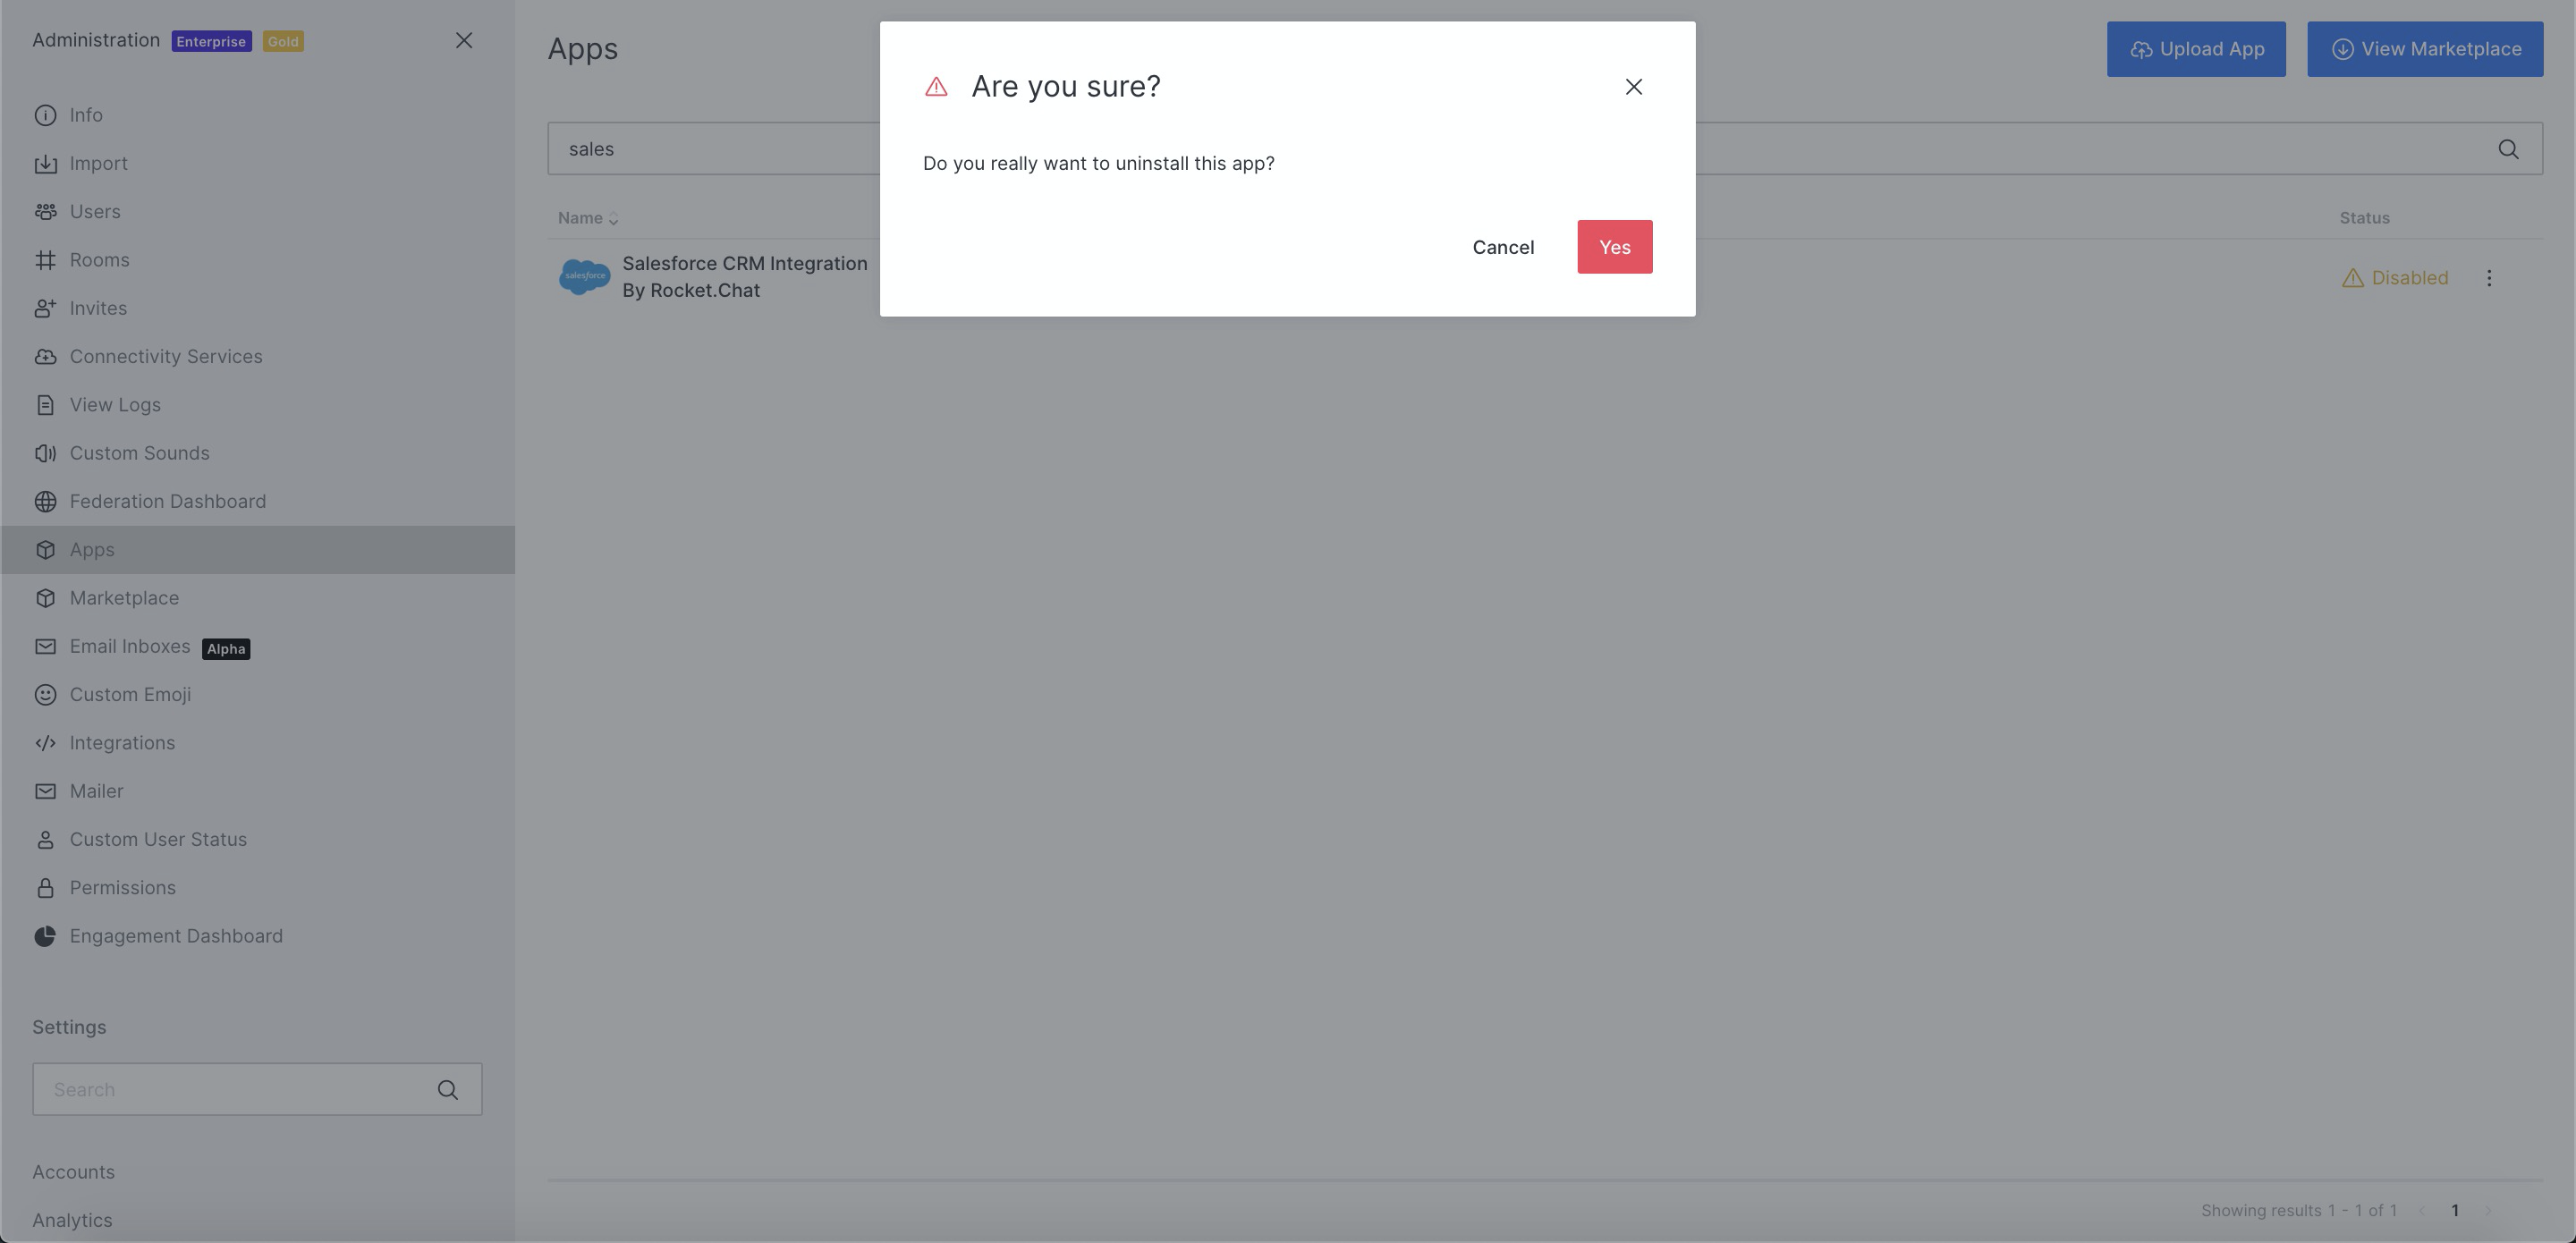 Administration Enterprise Gold
Info
Import
Users
Rooms
Invites
Connectivity Services
View Logs
Custom Sounds
Federation Dashboard
Apps
Marketplace
Email Inboxes Alpha
Custom Emoji
Integrations
Mailer
Custom User Status
Permissions
Engagement Dashboard
Settings
Search
Accounts
Analytics
Apps
Upload App
View Marketplace
sales
Name
Status
salesforce
Salesforce CRM Integration
By Rocket.Chat
Disabled
Are you sure?
Do you really want to uninstall this app?
Cancel
Yes
Showing results 1 - 1 of 1
1